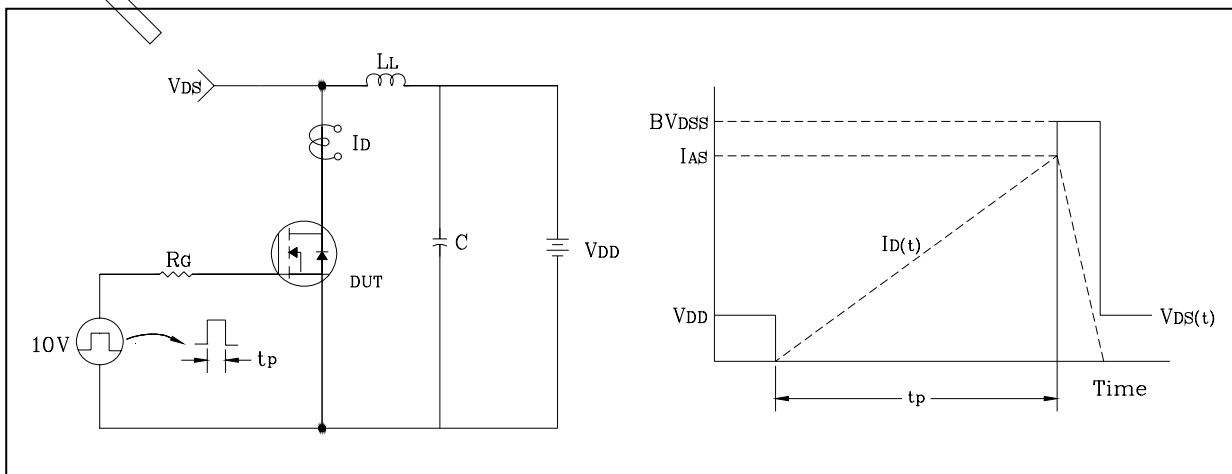 LL
VDS
ID
RG
DUT
C
VDD
10V
tp
BVDSS
IAS
ID(t)
VDD
VDS(t)
Time
tp